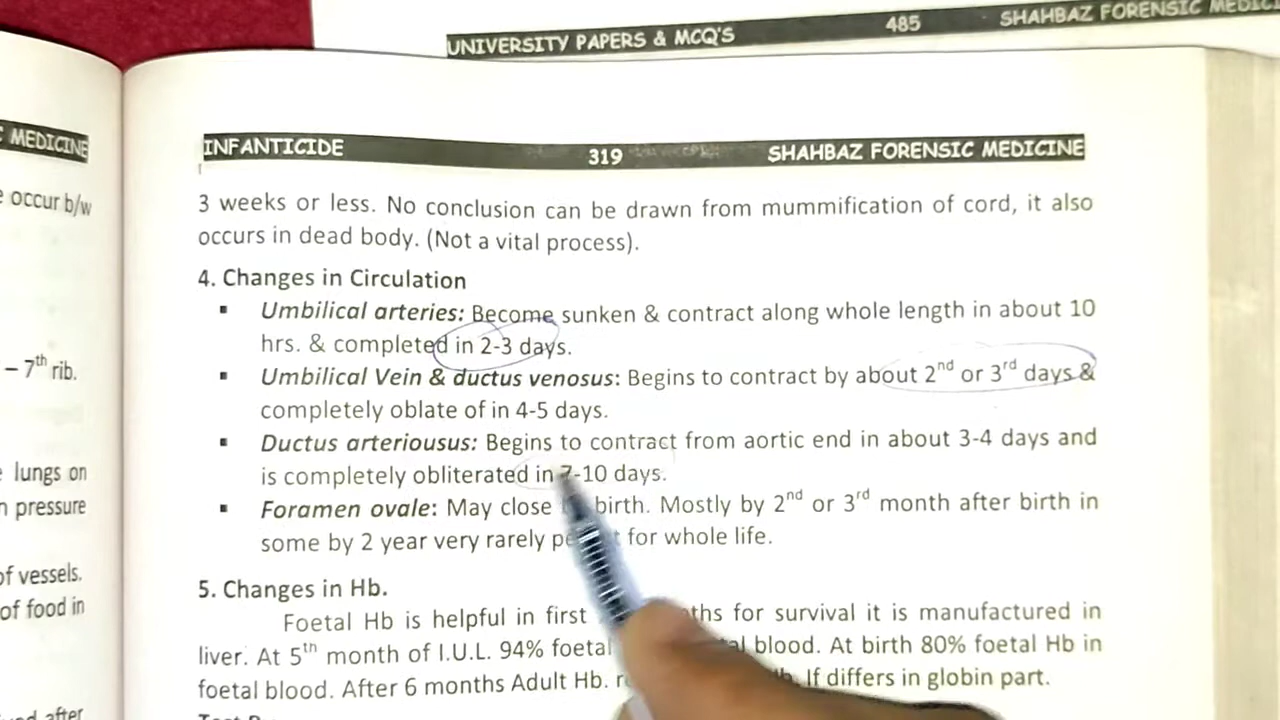 UNIVERSITY PAPERS & MCQ'S 485 SHAHBAZ FORENSIC
MEDICINE
occur b/w
– 7th rib.
lungs on
pressure
of vessels.
of food in
after
INFANTICIDE 319 SHAHBAZ FORENSIC MEDICINE
3 weeks or less. No conclusion can be drawn from mummification of cord, it also
occurs in dead body. (Not a vital process).
4. Changes in Circulation
▪ Umbilical arteries: Become sunken & contract along whole length in about 10
hrs. & completed in 2-3 days.
▪ Umbilical Vein & ductus venosus: Begins to contract by about 2nd or 3rd days &
completely oblate of in 4-5 days.
▪ Ductus arteriousus: Begins to contract from aortic end in about 3-4 days and
is completely obliterated in 7-10 days.
▪ Foramen ovale: May close birth. Mostly by 2nd or 3rd month after birth in
some by 2 year very rarely for whole life.
5. Changes in Hb.
Foetal Hb is helpful in first for survival it is manufactured in
liver. At 5th month of I.U.L. 94% foetal blood. At birth 80% foetal Hb in
foetal blood. After 6 months Adult Hb. If differs in globin part.